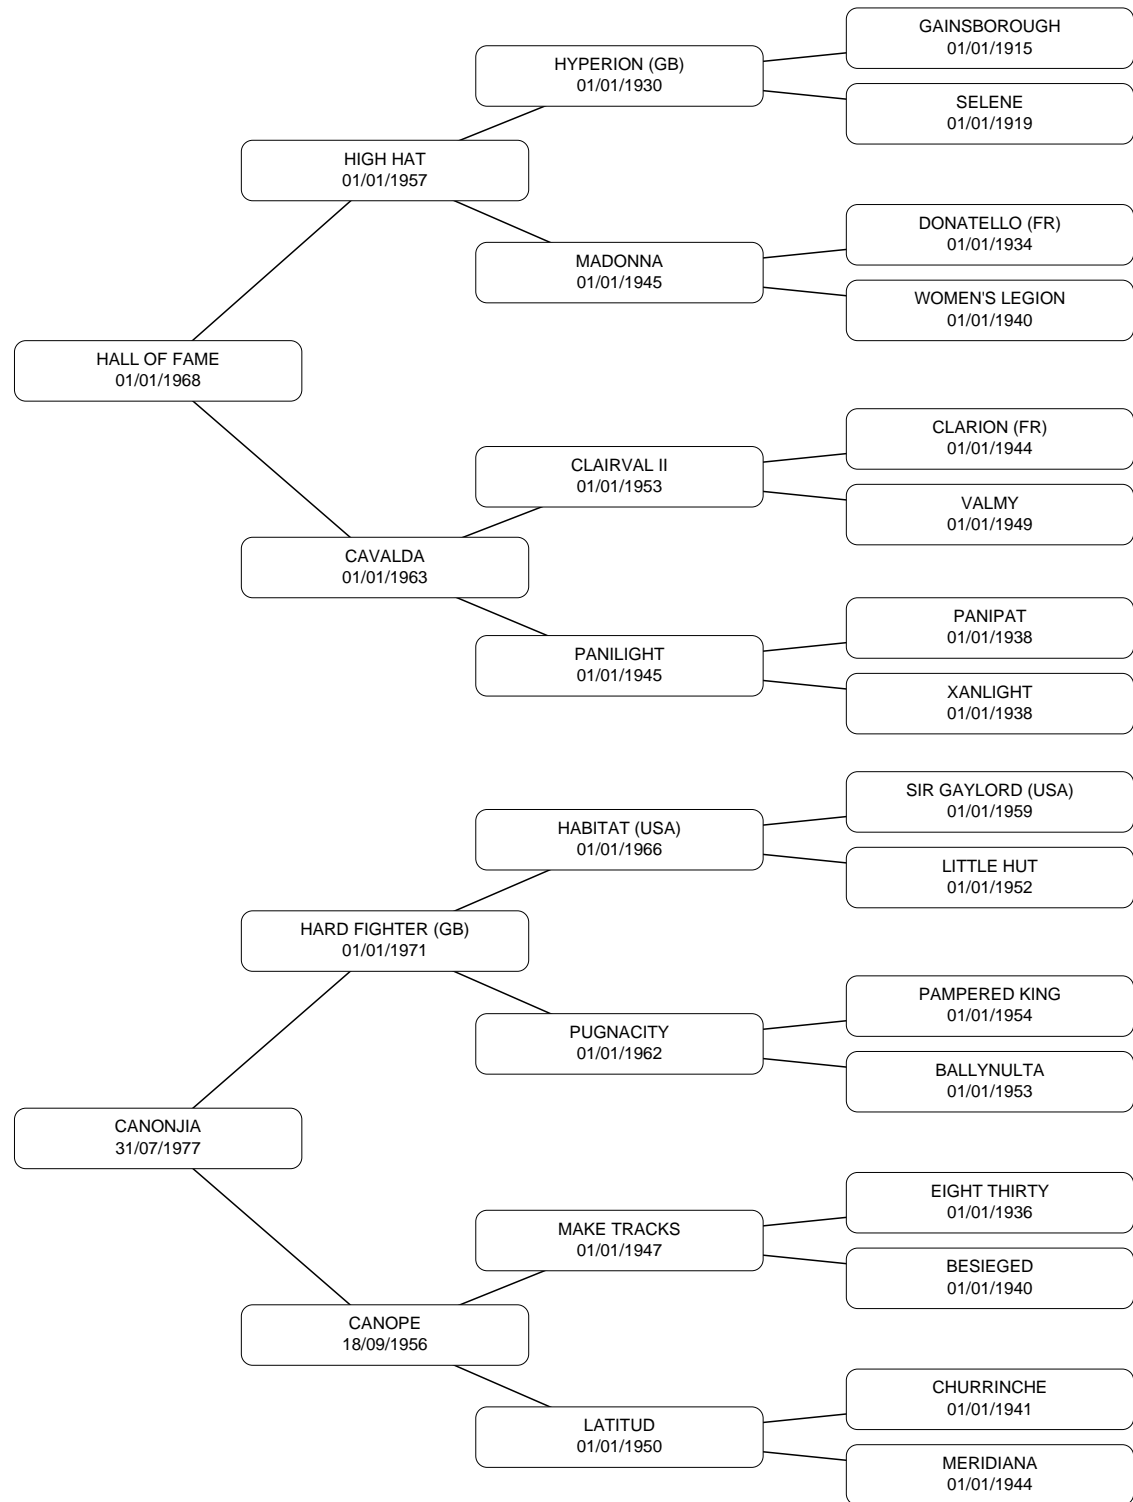 GAINSBOROUGH
01/01/1915
HYPERION (GB)
01/01/1930
SELENE
01/01/1919
HIGH HAT
01/01/1957
DONATELLO (FR)
01/01/1934
MADONNA
01/01/1945
WOMEN'S LEGION
01/01/1940
HALL OF FAME
01/01/1968
CLARION (FR)
01/01/1944
CLAIRVAL II
01/01/1953
VALMY
01/01/1949
CAVALDA
01/01/1963
PANIPAT
01/01/1938
PANILIGHT
01/01/1945
XANLIGHT
01/01/1938
SIR GAYLORD (USA)
01/01/1959
HABITAT (USA)
01/01/1966
LITTLE HUT
01/01/1952
HARD FIGHTER (GB)
01/01/1971
PAMPERED KING
01/01/1954
PUGNACITY
01/01/1962
BALLYNULTA
01/01/1953
CANONJIA
31/07/1977
EIGHT THIRTY
01/01/1936
MAKE TRACKS
01/01/1947
BESIEGED
01/01/1940
CANOPE
18/09/1956
CHURRINCHE
01/01/1941
LATITUD
01/01/1950
MERIDIANA
01/01/1944